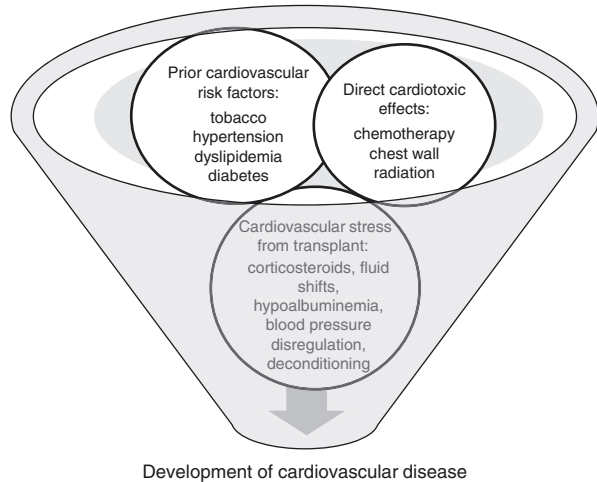 Prior cardiovascular
risk factors:
tobacco
hypertension
dyslipidemia
diabetes
Direct cardiotoxic
effects:
chemotherapy
chest wall
radiation
Cardiovascular stress
from transplant:
corticosteroids, fluid
shifts,
hypoalbuminemia,
blood pressure
disregulation,
deconditioning
Development of cardiovascular disease